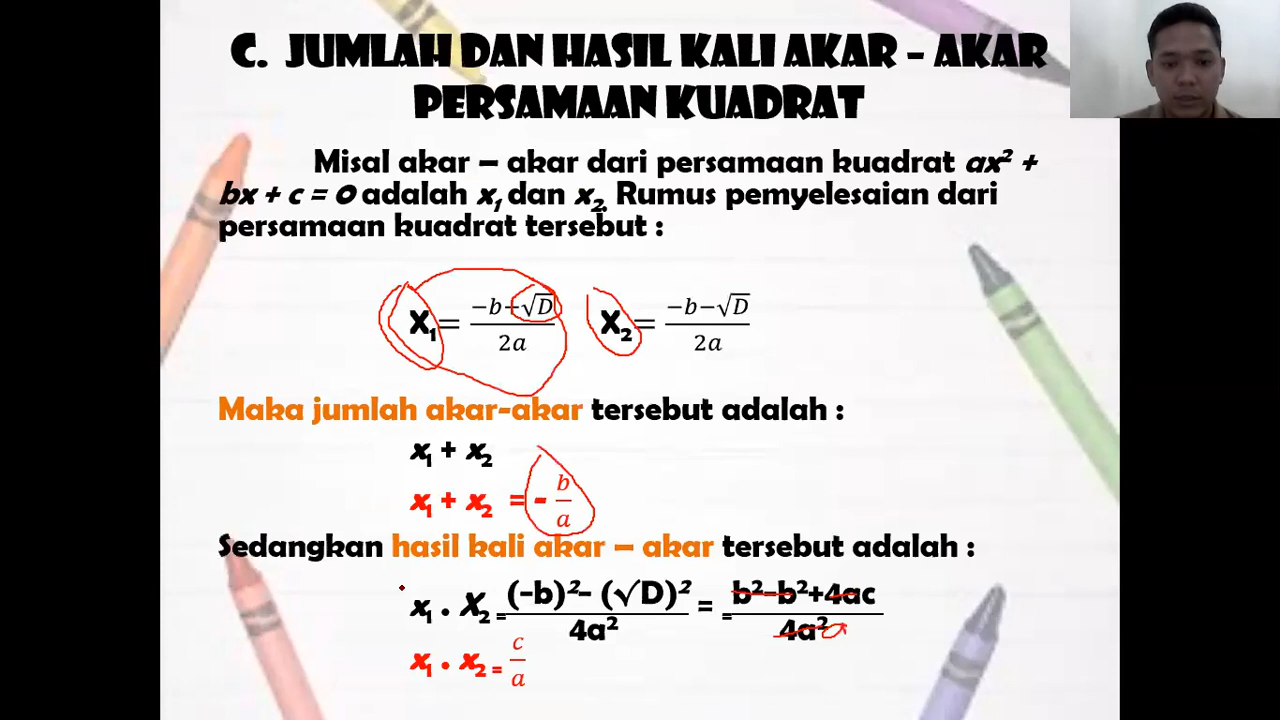 C. JUMLAH DAN HASIL KALI AKAR – AKAR
PERSAMAAN KUADRAT
Misal akar – akar dari persamaan kuadrat ax² +
bx + c = 0 adalah x₁ dan x₂. Rumus pemyelesaian dari
persamaan kuadrat tersebut :
X₁= (−b+√D)/2a X₂= (−b−√D)/2a
Maka jumlah akar-akar tersebut adalah :
x₁ + x₂
x₁ + x₂ = - b/a
Sedangkan hasil kali akar – akar tersebut adalah :
x₁ . X₂ = (-b)²- (√D)²/4a² = = b²-b²+4ac/4a² a
x₁ . x₂ = c/a